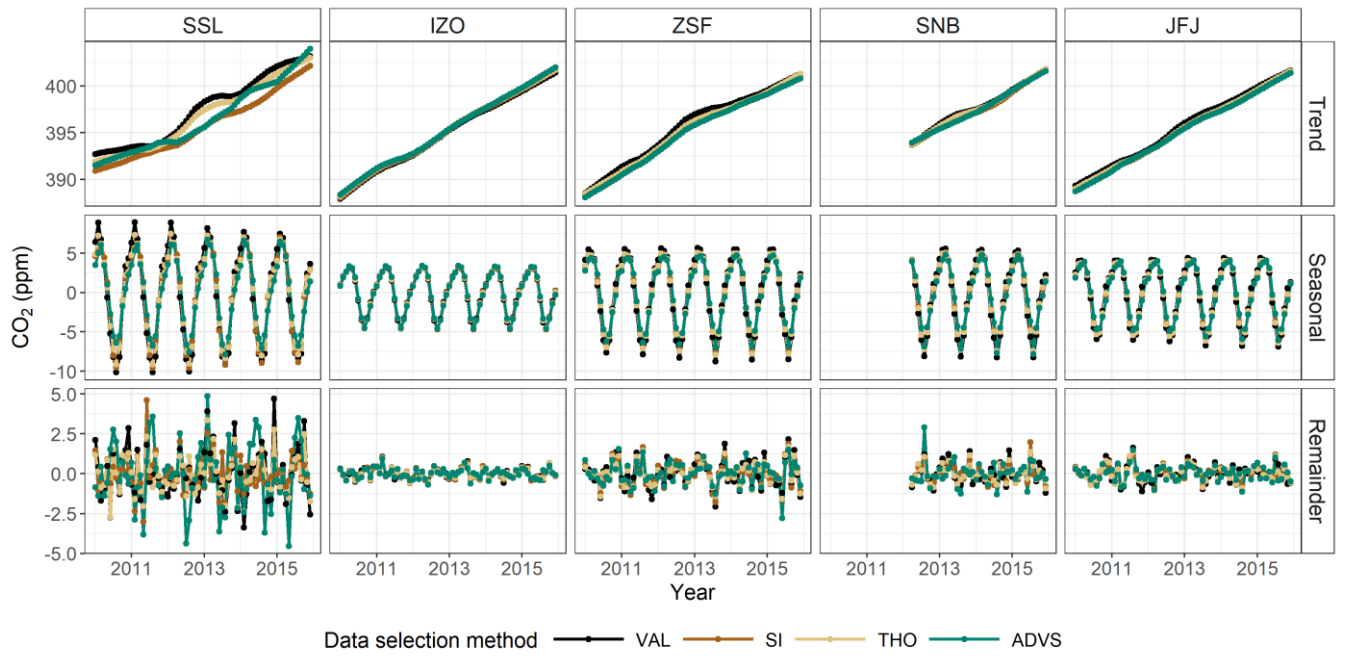 SSL IZO ZSF SNB JFJ
400
395
390
Trend
5
0
-5
-10
Seasonal
5.0
2.5
0.0
-2.5
-5.0
Remainder
CO₂ (ppm)
2011 2013 2015 2011 2013 2015 2011 2013 2015 2011 2013 2015 2011 2013 2015
Year
Data selection method VAL SI THO ADVS